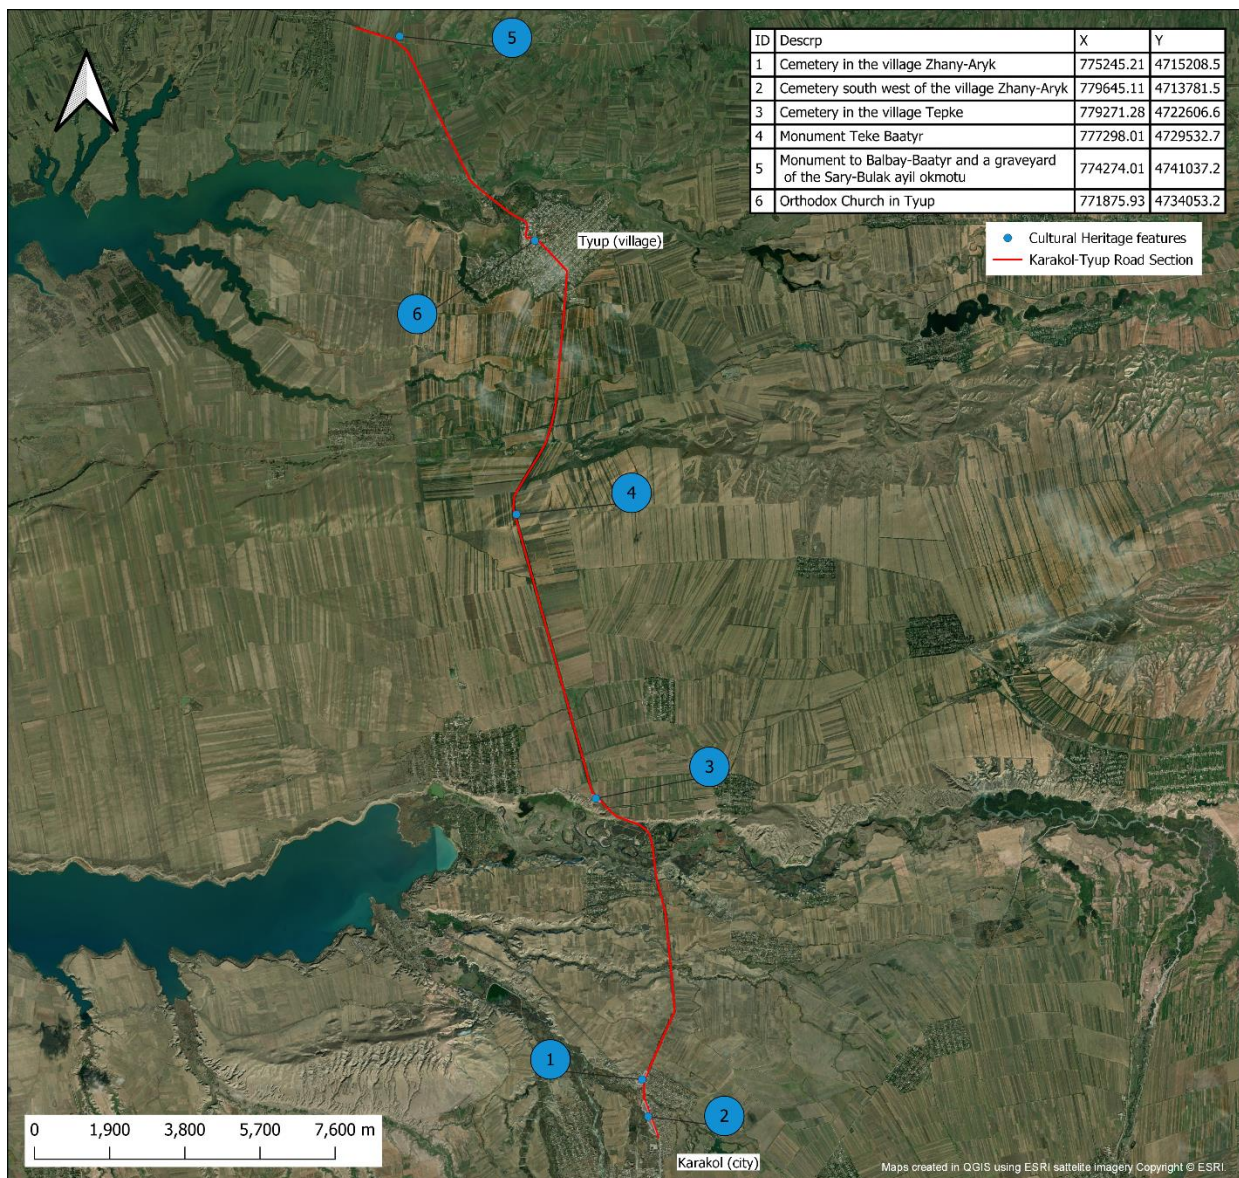 5
ID Descrp X Y
1 Cemetery in the village Zhany-Aryk 775245.21 4715208.5
2 Cemetery south west of the village Zhany-Aryk 779645.11 4713781.5
3 Cemetery in the village Tepke 779271.28 4722606.6
4 Monument Teke Baatyr 777298.01 4729532.7
5 Monument to Balbay-Baatyr and a graveyard
of the Sary-Bulak ayil okmotu 774274.01 4741037.2
6 Orthodox Church in Tyup 771875.93 4734053.2
Cultural Heritage features
Karakol-Tyup Road Section
Tyup (village)
6
4
3
1
2
0 1,900 3,800 5,700 7,600 m
Karakol (city)
Maps created in QGIS using ESRI sattelite imagery Copyright © ESRI.